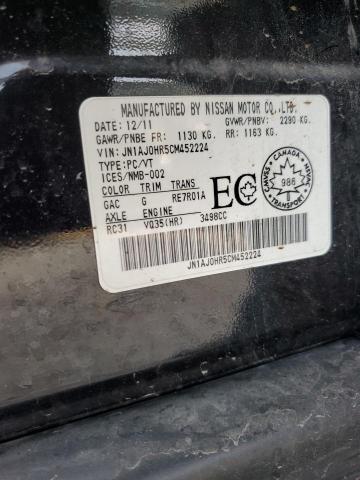 MANUFACTURED BY NISSAN MOTOR CO.,LTD.
DATE: 12/11 GVWR/PNBV: 2290 KG.
GAWR/PNBE FR: 1130 KG. RR: 1163 KG.
VIN: JN1AJ0HR5CM452224
TYPE: PC/VT
ICES/NMB-002
COLOR TRIM TRANS
GAC G RE7R01A
AXLE ENGINE
RC31 VQ35(HR) 3498CC
EC
CANADA
986
TRANSPORT
JN1AJ0HR5CM452224